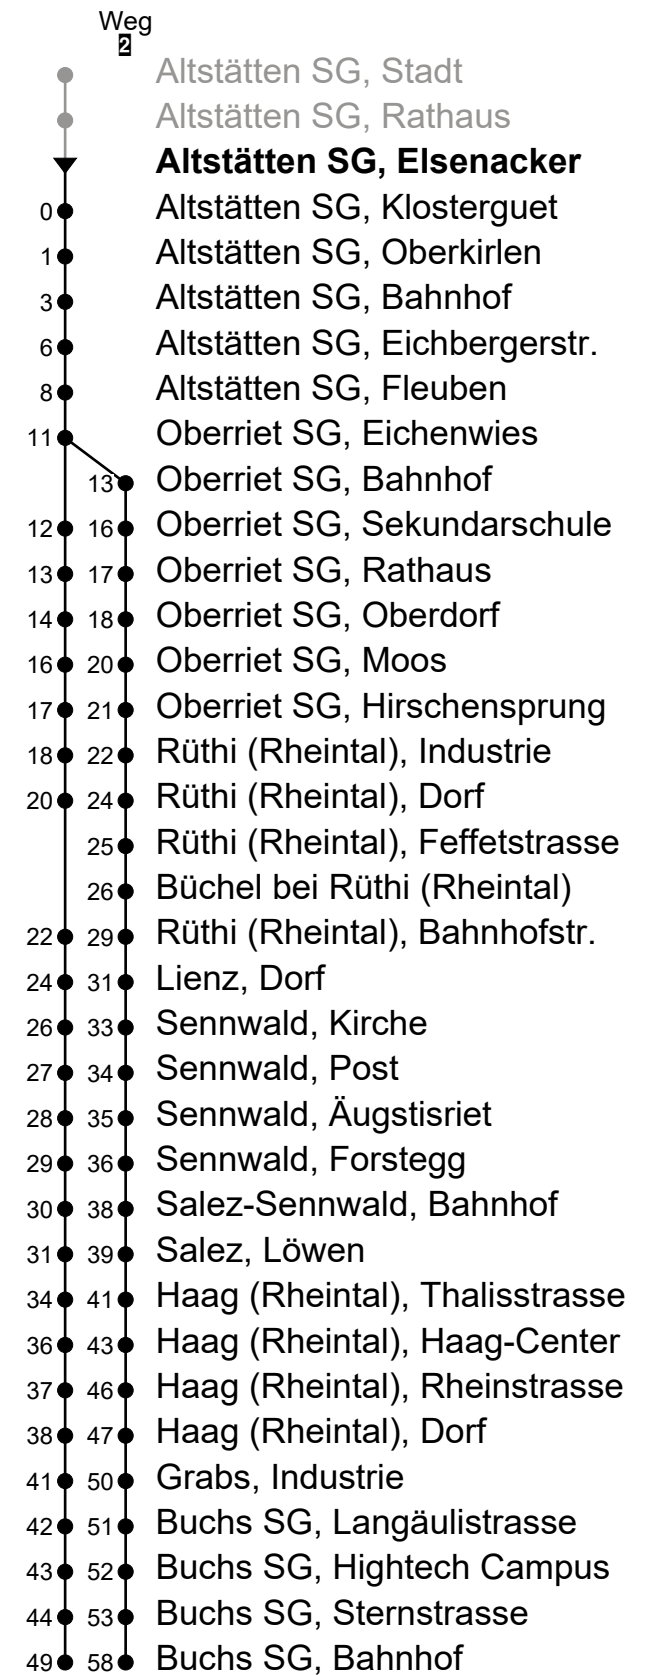 Weg
2
Altstätten SG, Stadt
Altstätten SG, Rathaus
Altstätten SG, Elsenacker
0 Altstätten SG, Klosterguet
1 Altstätten SG, Oberkirlen
3 Altstätten SG, Bahnhof
6 Altstätten SG, Eichbergerstr.
8 Altstätten SG, Fleuben
11 Oberriet SG, Eichenwies
13 Oberriet SG, Bahnhof
12 16 Oberriet SG, Sekundarschule
13 17 Oberriet SG, Rathaus
14 18 Oberriet SG, Oberdorf
16 20 Oberriet SG, Moos
17 21 Oberriet SG, Hirschensprung
18 22 Rüthi (Rheintal), Industrie
20 24 Rüthi (Rheintal), Dorf
25 Rüthi (Rheintal), Feffetstrasse
26 Büchel bei Rüthi (Rheintal)
22 29 Rüthi (Rheintal), Bahnhofstr.
24 31 Lienz, Dorf
26 33 Sennwald, Kirche
27 34 Sennwald, Post
28 35 Sennwald, Äugstisriet
29 36 Sennwald, Forstegg
30 38 Salez-Sennwald, Bahnhof
31 39 Salez, Löwen
34 41 Haag (Rheintal), Thalisstrasse
36 43 Haag (Rheintal), Haag-Center
37 46 Haag (Rheintal), Rheinstrasse
38 47 Haag (Rheintal), Dorf
41 50 Grabs, Industrie
42 51 Buchs SG, Langäulistrasse
43 52 Buchs SG, Hightech Campus
44 53 Buchs SG, Sternstrasse
49 58 Buchs SG, Bahnhof